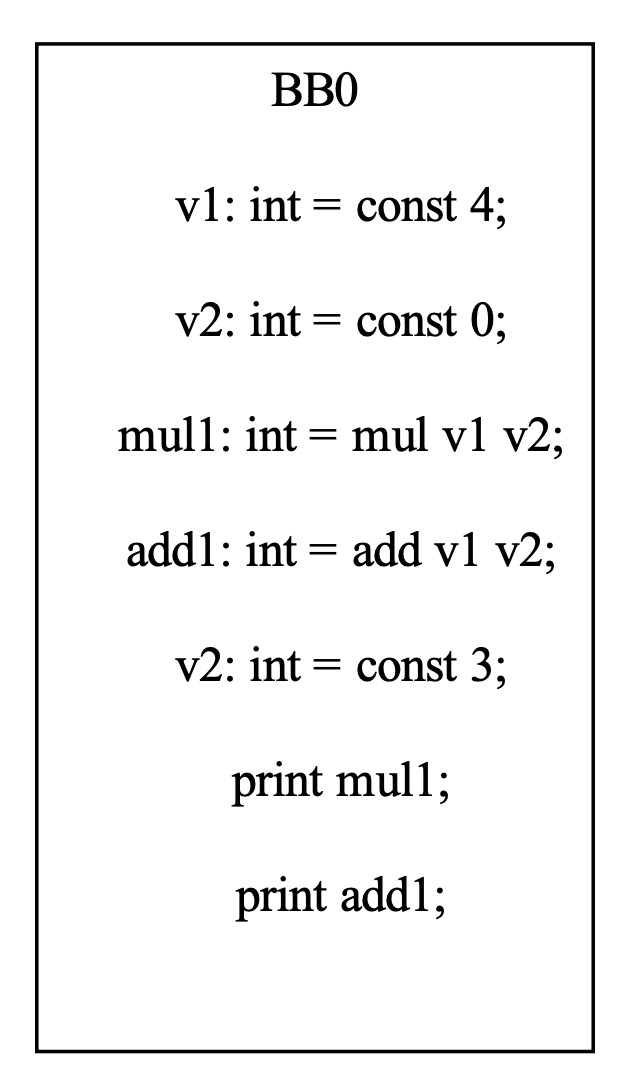 BB0
v1: int = const 4;
v2: int = const 0;
mul1: int = mul v1 v2;
add1: int = add v1 v2;
v2: int = const 3;
print mul1;
print add1;